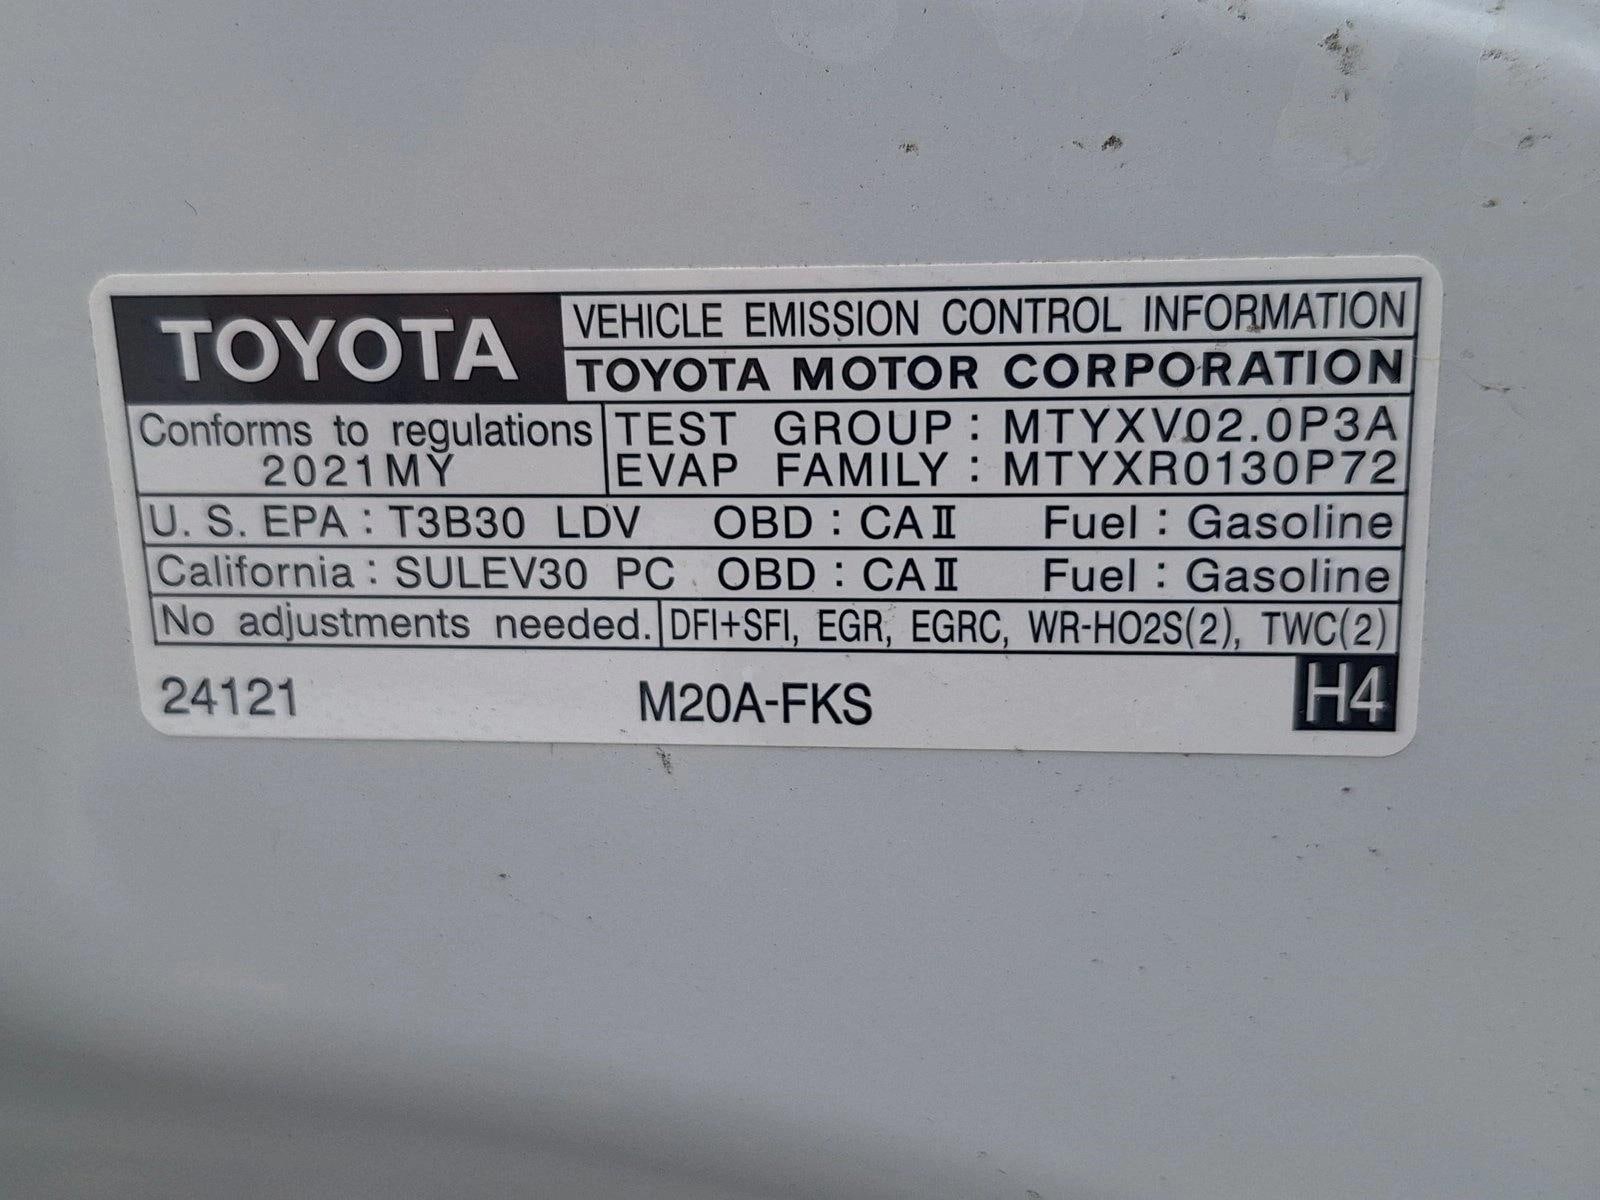 TOYOTA
VEHICLE EMISSION CONTROL INFORMATION
TOYOTA MOTOR CORPORATION
Conforms to regulations
2021MY
TEST GROUP : MTYXV02.0P3A
EVAP FAMILY : MTYXR0130P72
U. S. EPA : T3B30 LDV OBD : CAⅡ Fuel : Gasoline
California : SULEV30 PC OBD : CAⅡ Fuel : Gasoline
No adjustments needed. DFI+SFI, EGR, EGRC, WR-HO2S(2), TWC(2)
24121 M20A-FKS H4